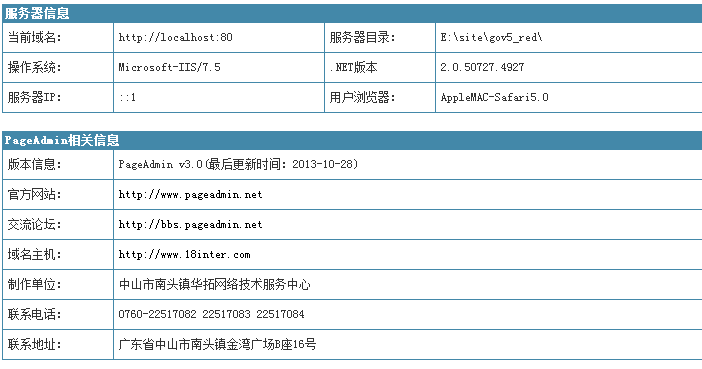 服务器信息
当前域名： http://localhost:80 服务器目录： E:\site\gov5_red\
操作系统： Microsoft-IIS/7.5 .NET版本 2.0.50727.4927
服务器IP： ::1 用户浏览器： AppleMAC-Safari5.0
PageAdmin相关信息
版本信息： PageAdmin v3.0(最后更新时间：2013-10-28)
官方网站： http://www.pageadmin.net
交流论坛： http://bbs.pageadmin.net
域名主机： http://www.18inter.com
制作单位： 中山市南头镇华拓网络技术服务中心
联系电话： 0760-22517082 22517083 22517084
联系地址： 广东省中山市南头镇金湾广场B座16号